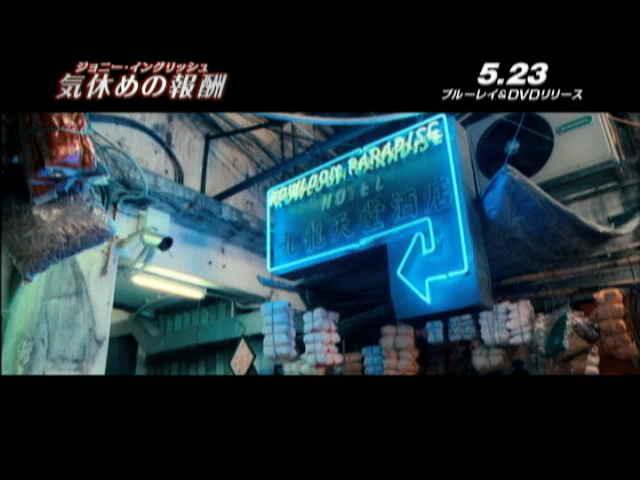 ジョニー・イングリッシュ
気休めの報酬
5.23
ブルーレイ&DVDリリース
KOWLOON PARADISE
HOTEL
九龍天堂酒店